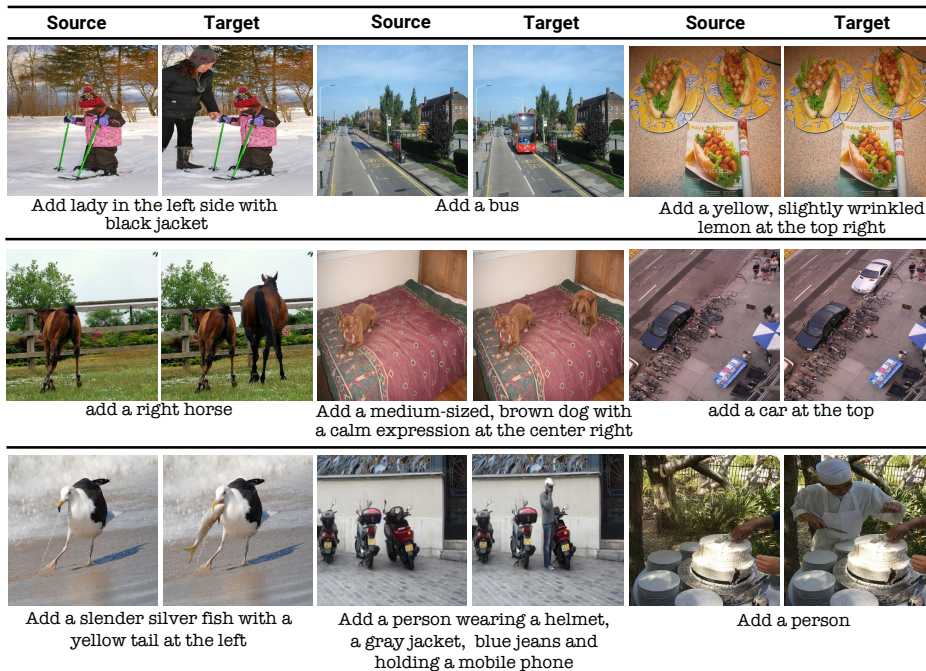 Source Target Source Target Source Target
Add lady in the left side with
black jacket
Add a bus
Add a yellow, slightly wrinkled
lemon at the top right
add a right horse
Add a medium-sized, brown dog with
a calm expression at the center right
add a car at the top
Add a slender silver fish with a
yellow tail at the left
Add a person wearing a helmet,
a gray jacket, blue jeans and
holding a mobile phone
Add a person